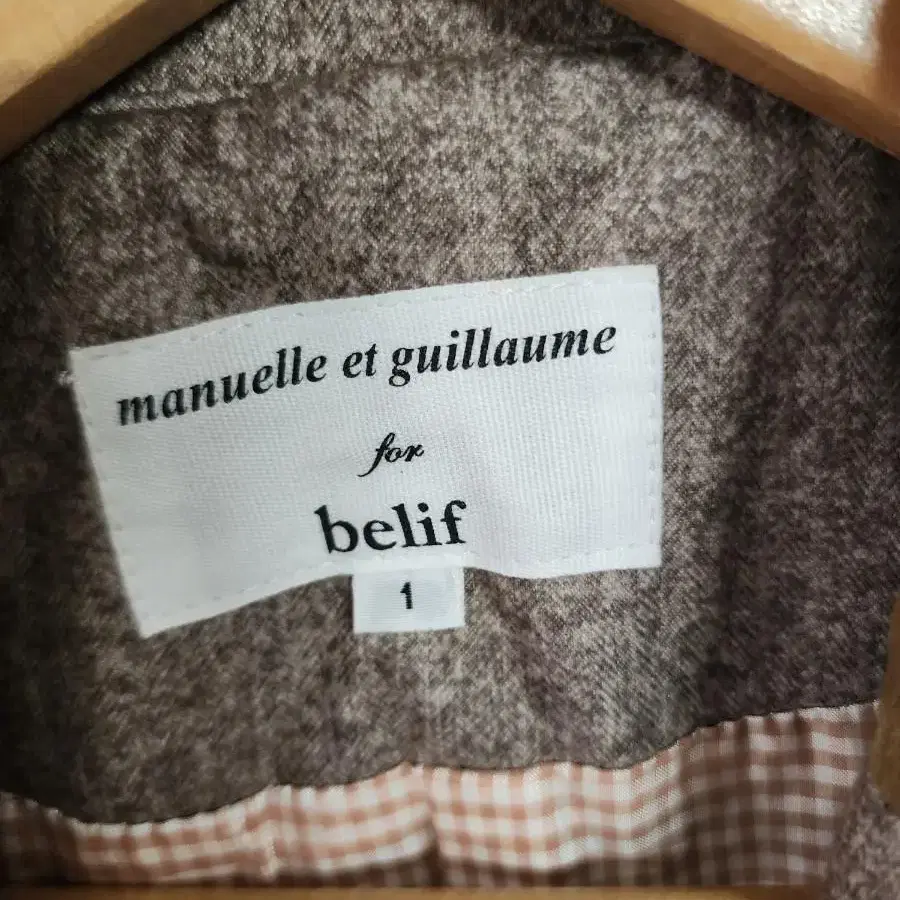 manuelle et guillaume
for
belif
1